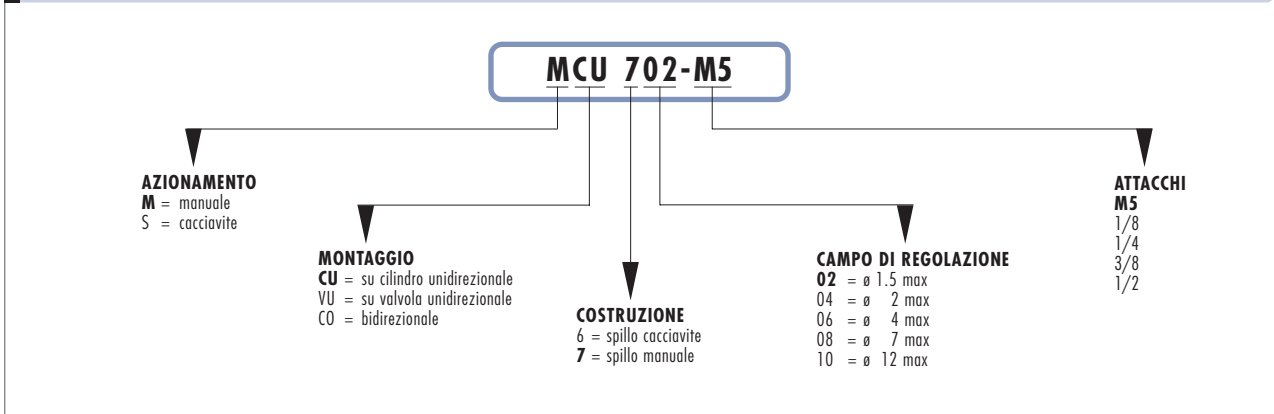 MCU 702-M5
AZIONAMENTO
M = manuale
S = cacciavite
MONTAGGIO
CU = su cilindro unidirezionale
VU = su valvola unidirezionale
CO = bidirezionale
COSTRUZIONE
6 = spillo cacciavite
7 = spillo manuale
CAMPO DI REGOLAZIONE
02 = ø 1.5 max
04 = ø 2 max
06 = ø 4 max
08 = ø 7 max
10 = ø 12 max
ATTACCHI
M5
1/8
1/4
3/8
1/2